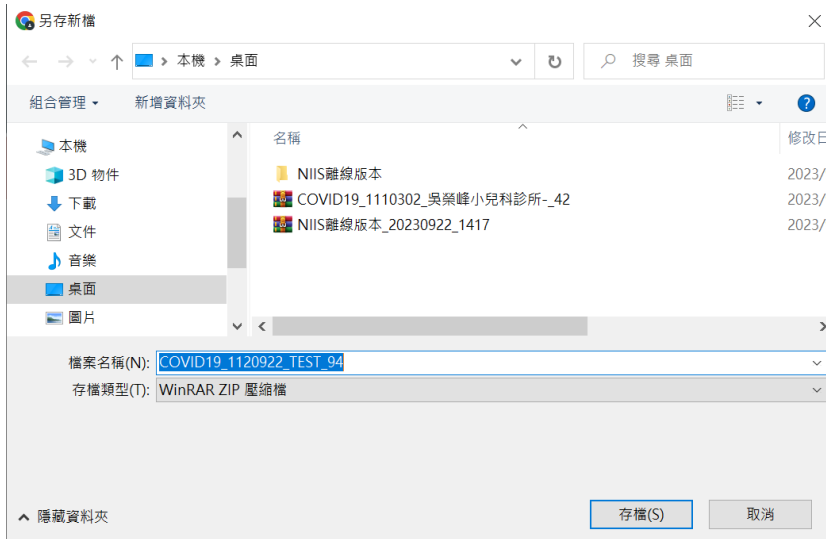 另存新檔
本機 › 桌面
搜尋 桌面
組合管理
新增資料夾
本機
3D 物件
下載
文件
音樂
桌面
圖片
名稱
修改日
NIIS離線版本
2023/
COVID19_1110302_吳榮峰小兒科診所-_42
2023/
NIIS離線版本_20230922_1417
2023/
檔案名稱(N): COVID19_1120922_TEST_94
存檔類型(T): WinRAR ZIP 壓縮檔
隱藏資料夾
存檔(S)
取消